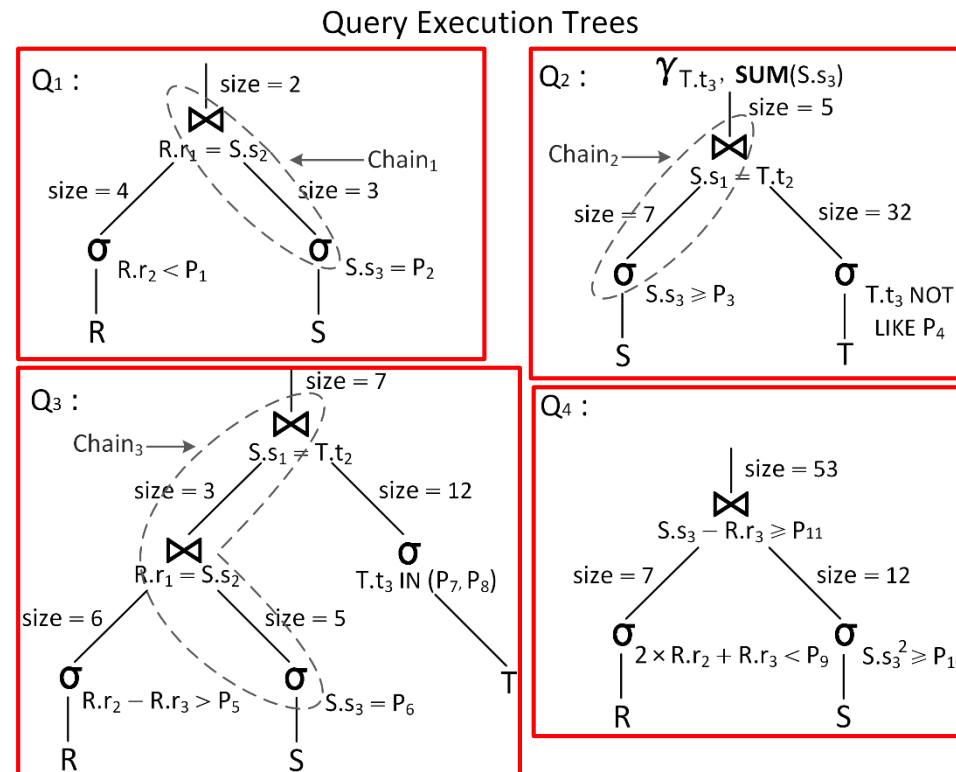 Query Execution Trees
Q₁ :
size = 2
R.r₁ = S.s₂
Chain₁
size = 4
size = 3
σ
R.r₂ < P₁
σ
S.s₃ = P₂
R
S
Q₂ :
γ T.t₃, SUM(S.s₃)
size = 5
Chain₂
S.s₁ = T.t₂
size = 7
size = 32
σ
S.s₃ ⩾ P₃
σ
T.t₃ NOT
LIKE P₄
S
T
Q₃ :
size = 7
Chain₃
S.s₁ = T.t₂
size = 3
size = 12
R.r₁ = S.s₂
σ
T.t₃ IN (P₇, P₈)
size = 6
size = 5
σ
R.r₂ − R.r₃ > P₅
σ
S.s₃ = P₆
T
R
S
Q₄ :
size = 53
S.s₃ − R.r₃ ⩾ P₁₁
size = 7
size = 12
σ
2 × R.r₂ + R.r₃ < P₉
σ
S.s₃² ⩾
R
S